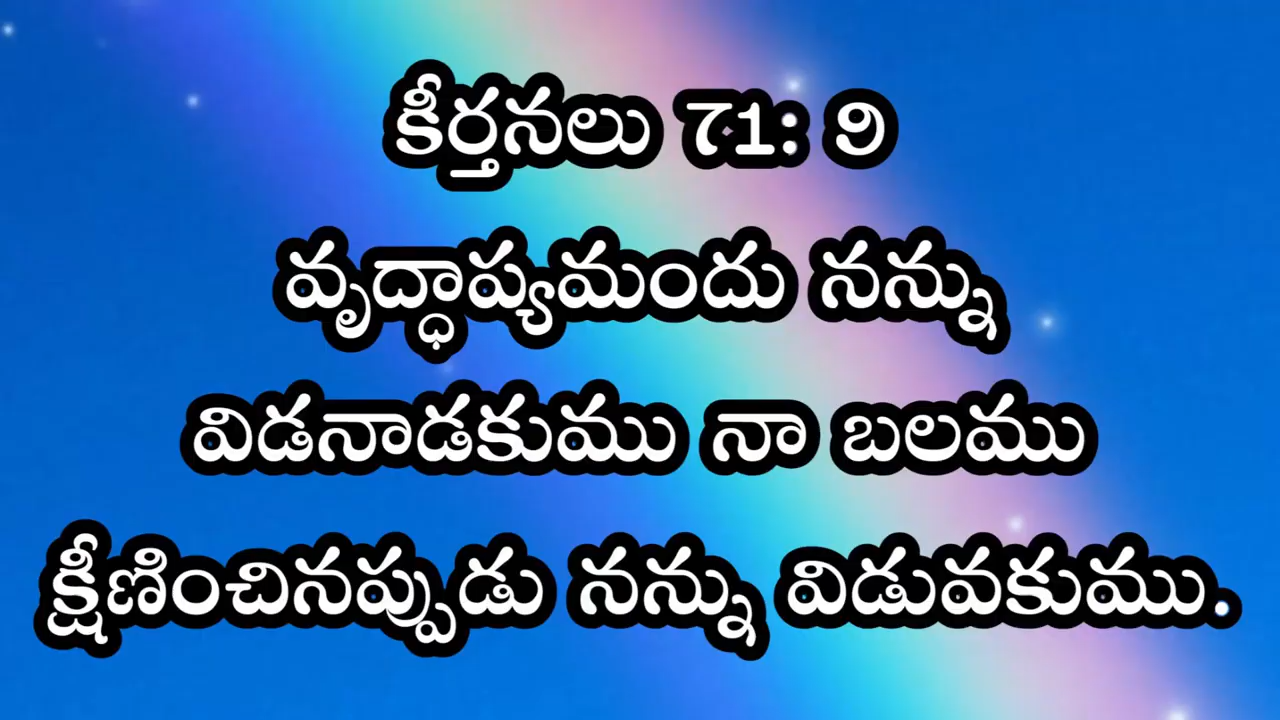 కీర్తనలు 71: 9
వృద్ధాప్యమందు నన్ను
విడనాడకుము నా బలము
క్షీణించినప్పుడు నన్ను విడువకుము.